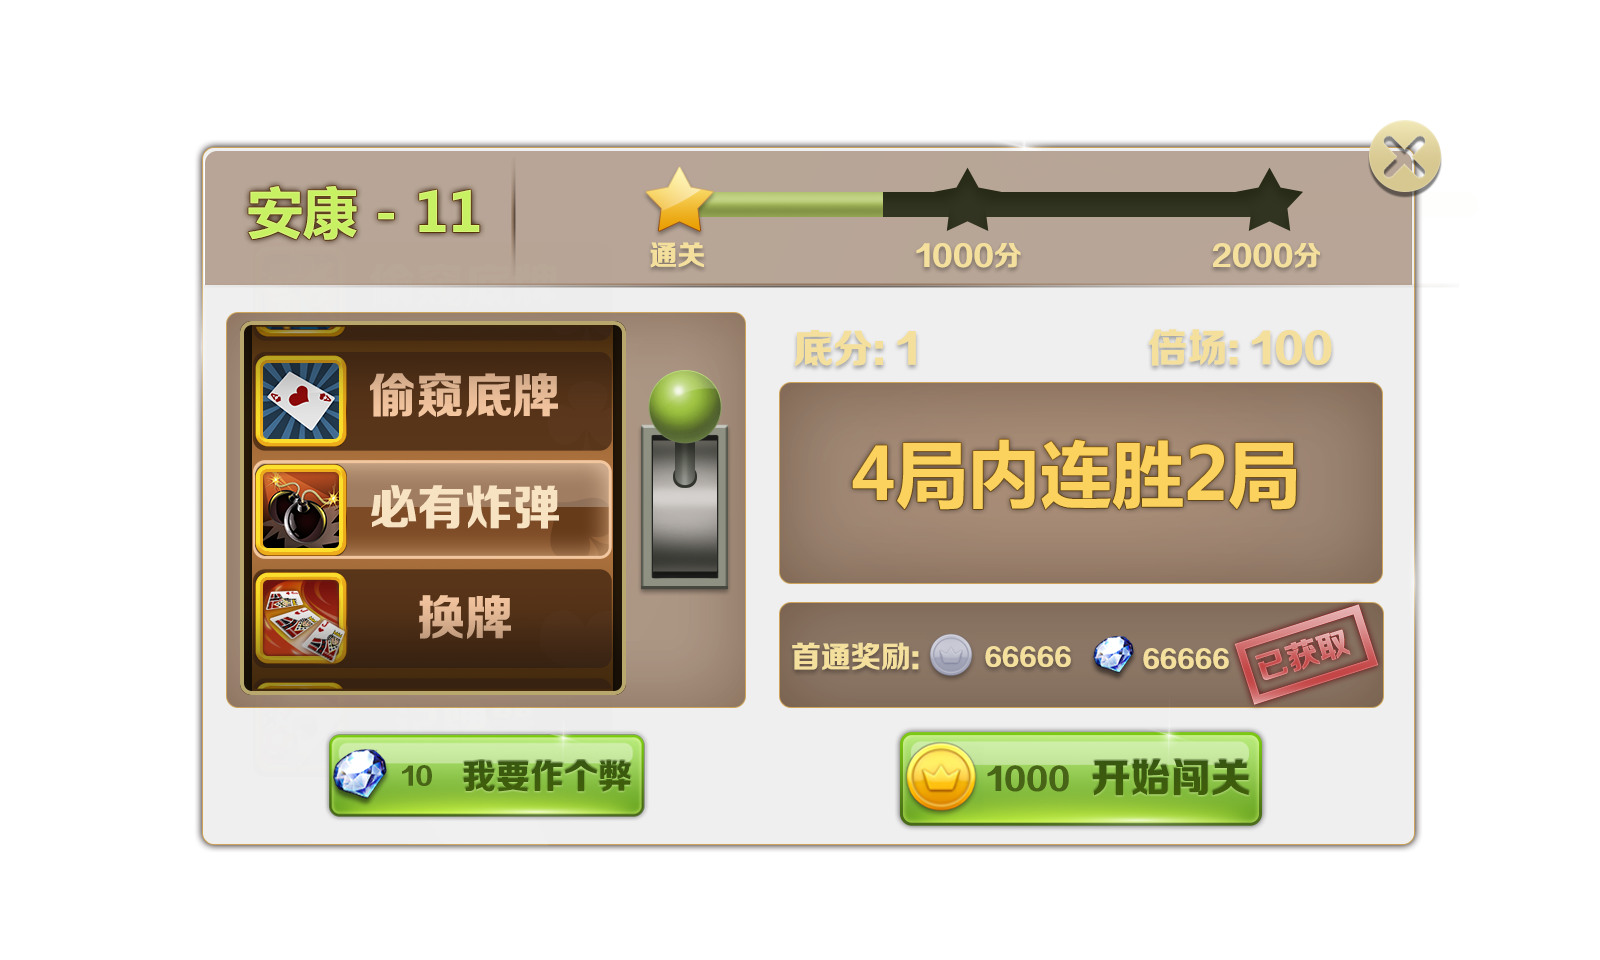 安康 - 11
通关
1000分
2000分
偷窥底牌
必有炸弹
换牌
底分: 1
倍场: 100
4局内连胜2局
首通奖励: 66666 66666
已获取
10 我要作个弊
1000 开始闯关